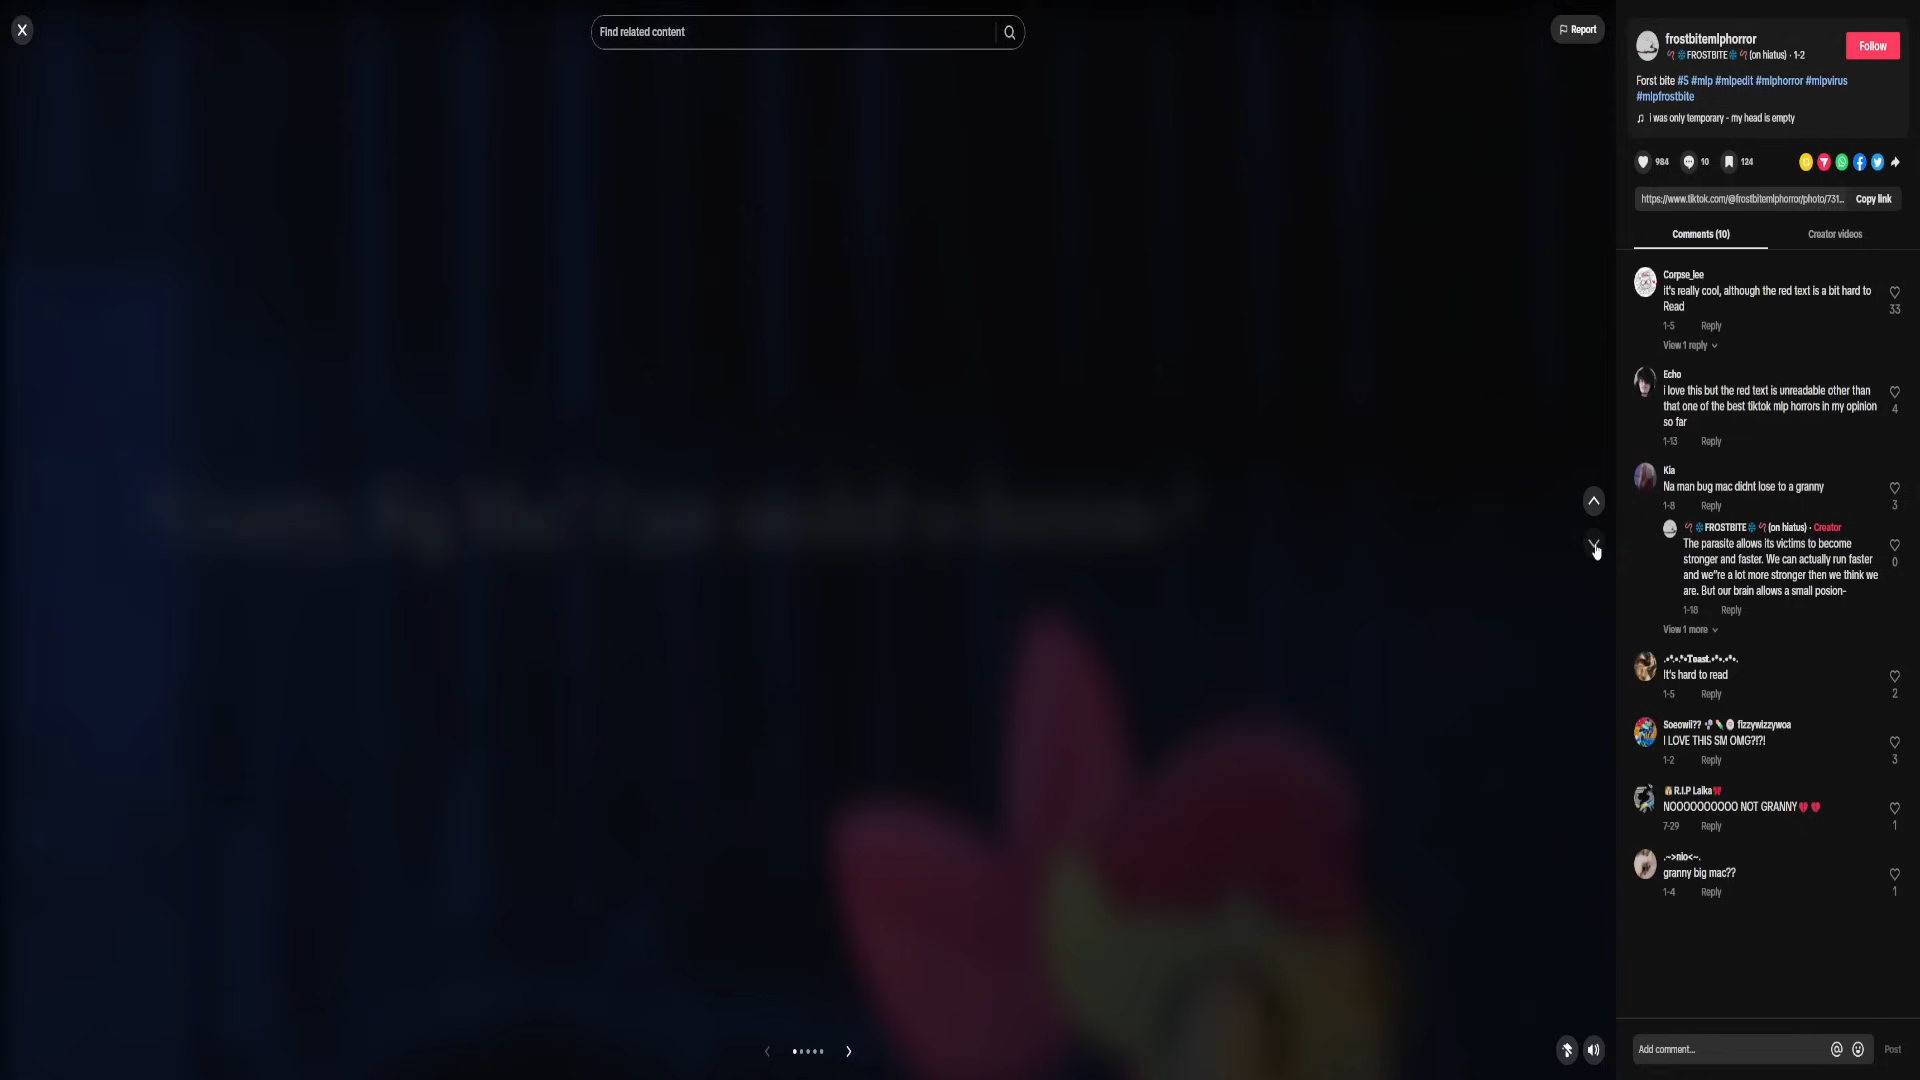 Find related content
Report
frostbitemlphorror
FROSTBITE (on hiatus) · 1-2
Follow
Forst bite #5 #mlp #mlpedit #mlphorror #mlpvirus
#mlpfrostbite
i was only temporary - my head is empty
984
10
124
https://www.tiktok.com/@frostbitemlphorror/photo/731...
Copy link
Comments (10)
Creator videos
Corpse_lee
it's really cool, although the red text is a bit hard to
Read
33
1-5 Reply
View 1 reply
Echo
i love this but the red text is unreadable other than
that one of the best tiktok mlp horrors in my opinion
so far
4
1-13 Reply
Kia
Na man bug mac didnt lose to a granny
3
1-8 Reply
FROSTBITE (on hiatus) · Creator
The parasite allows its victims to become
stronger and faster. We can actually run faster
and we"re a lot more stronger then we think we
are. But our brain allows a small posion-
0
1-18 Reply
View 1 more
.•*.•.*•Toast.•*•.•*•.
It's hard to read
2
1-5 Reply
Soeowil?? fizzywizzywoa
I LOVE THIS SM OMG?!?!
3
1-2 Reply
R.I.P Laika
NOOOOOOOOOO NOT GRANNY
1
7-29 Reply
.~>nio<~.
granny big mac??
1
1-4 Reply
Add comment...
Post